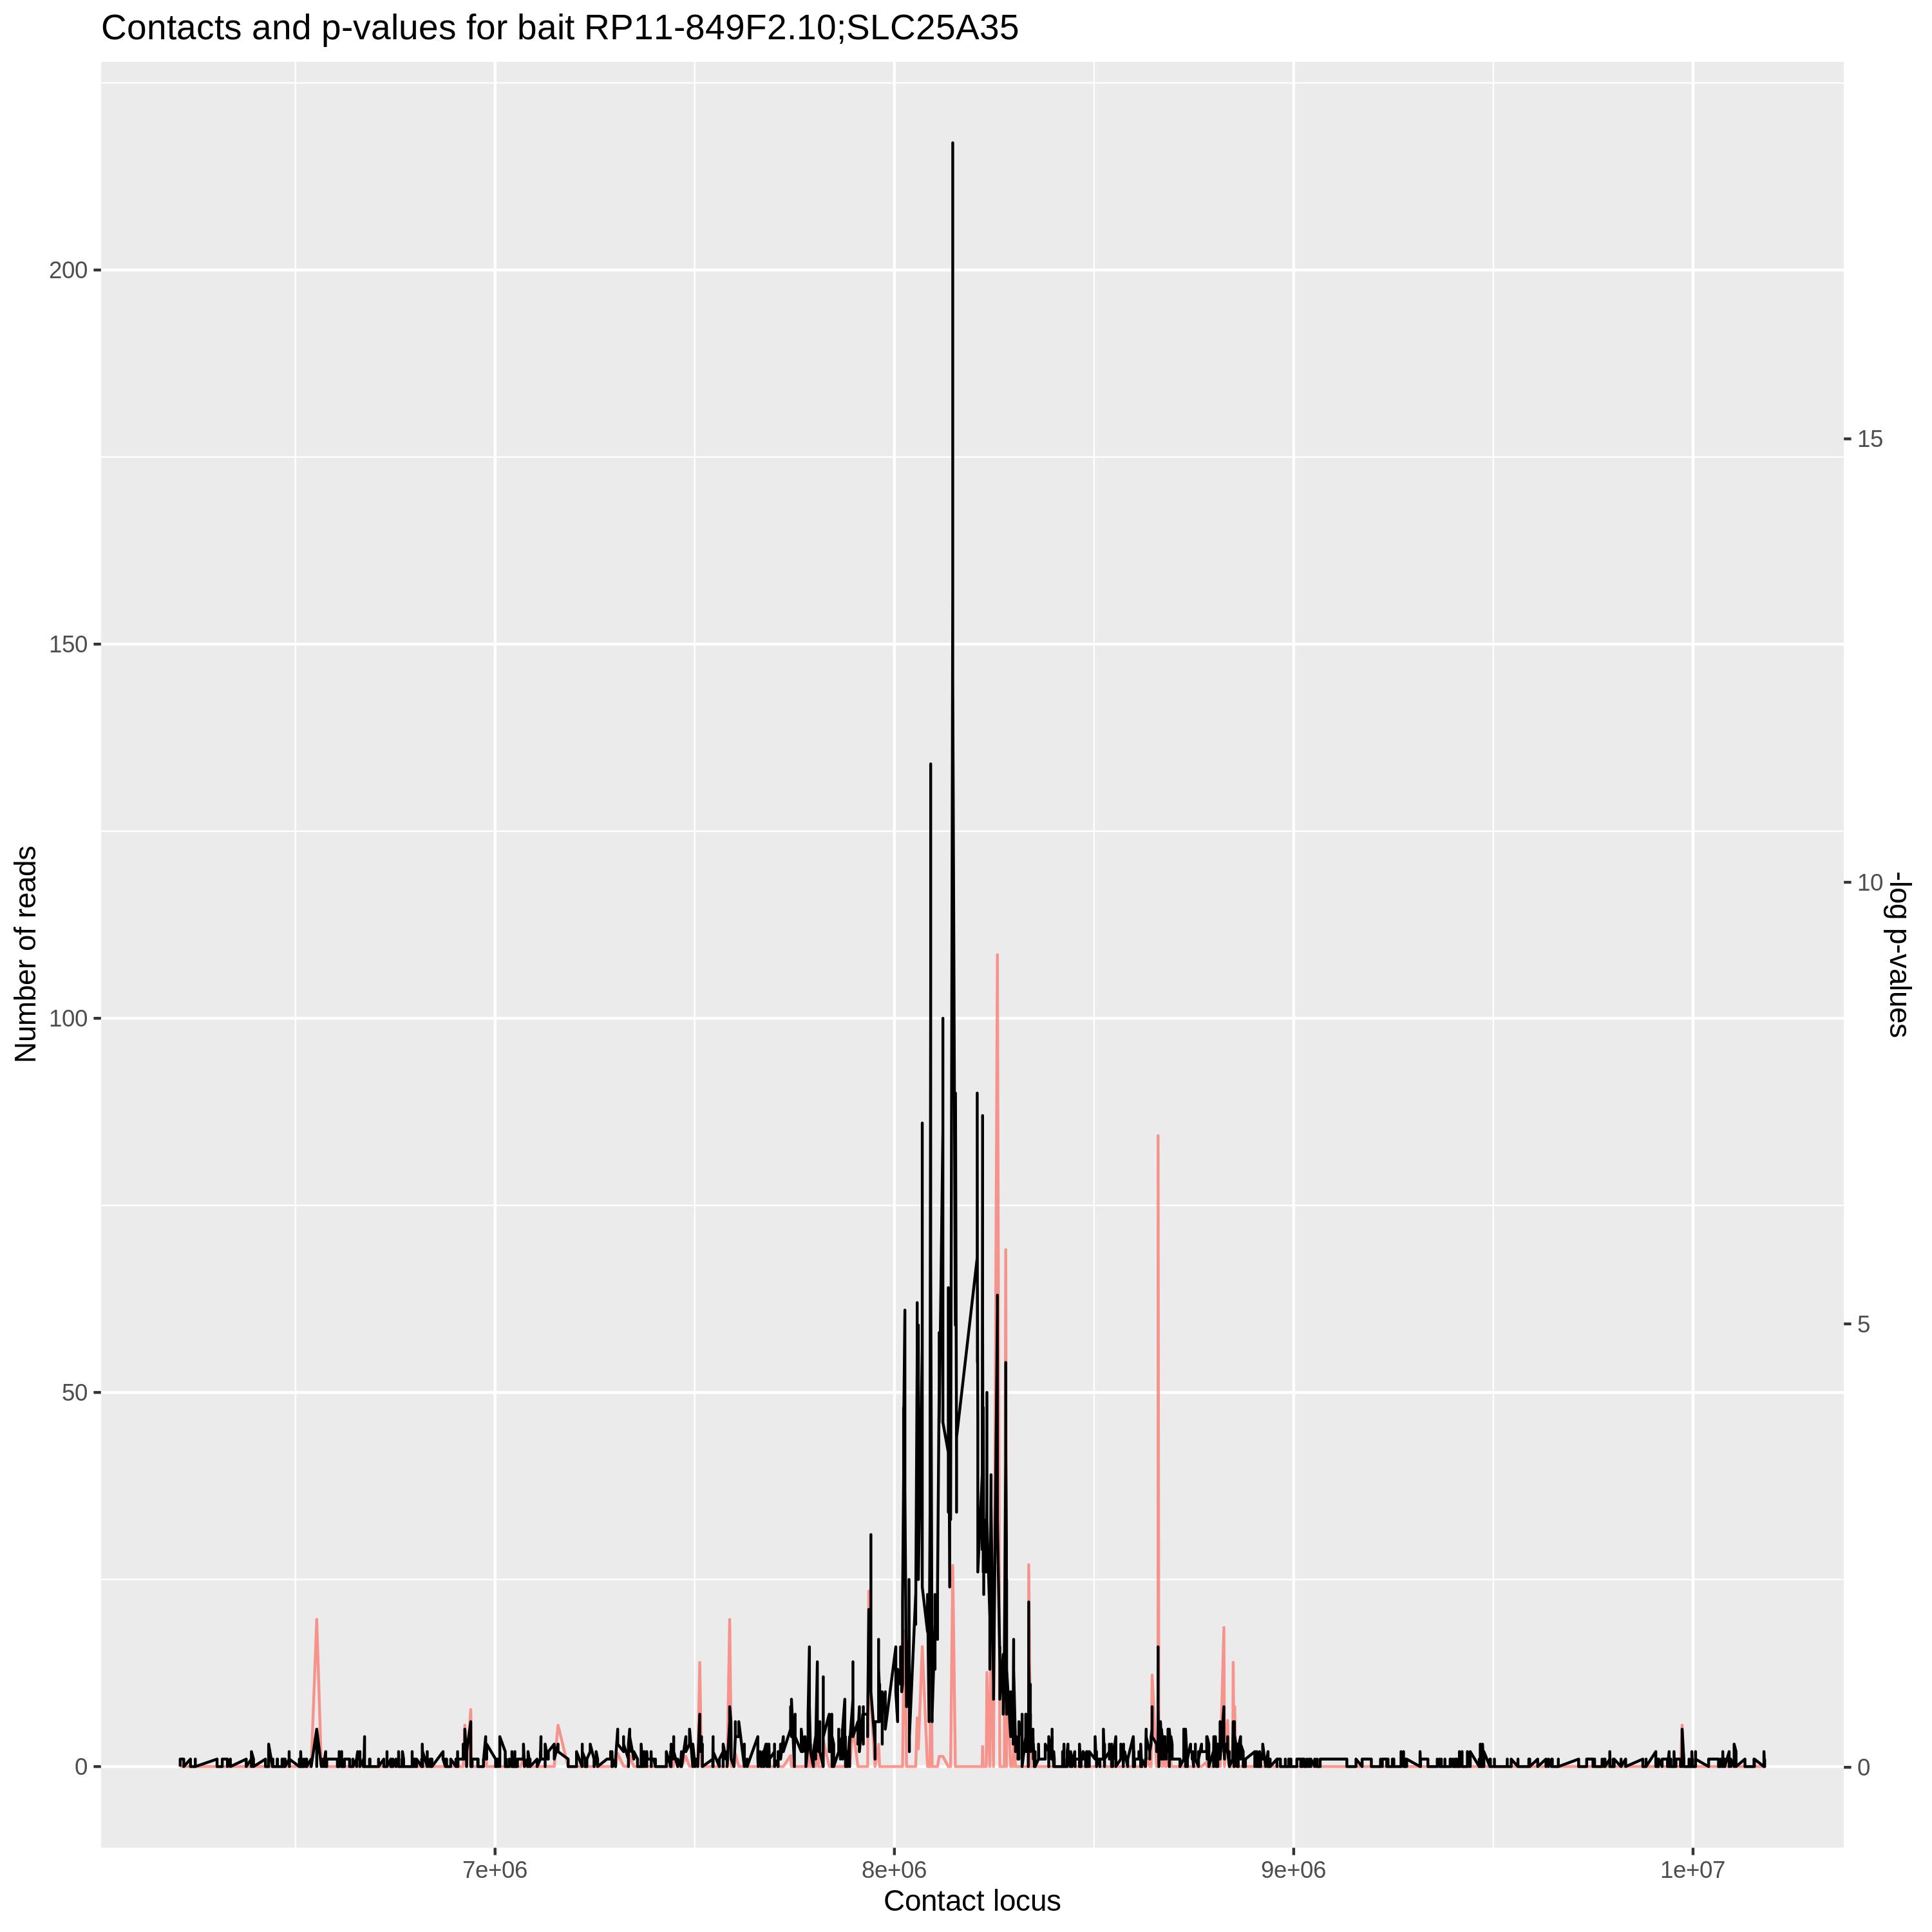 Contacts and p-values for bait RP11-849F2.10;SLC25A35
Number of reads
200
150
100
50
0
15
10
5
0
-log p-values
7e+06
8e+06
9e+06
1e+07
Contact locus